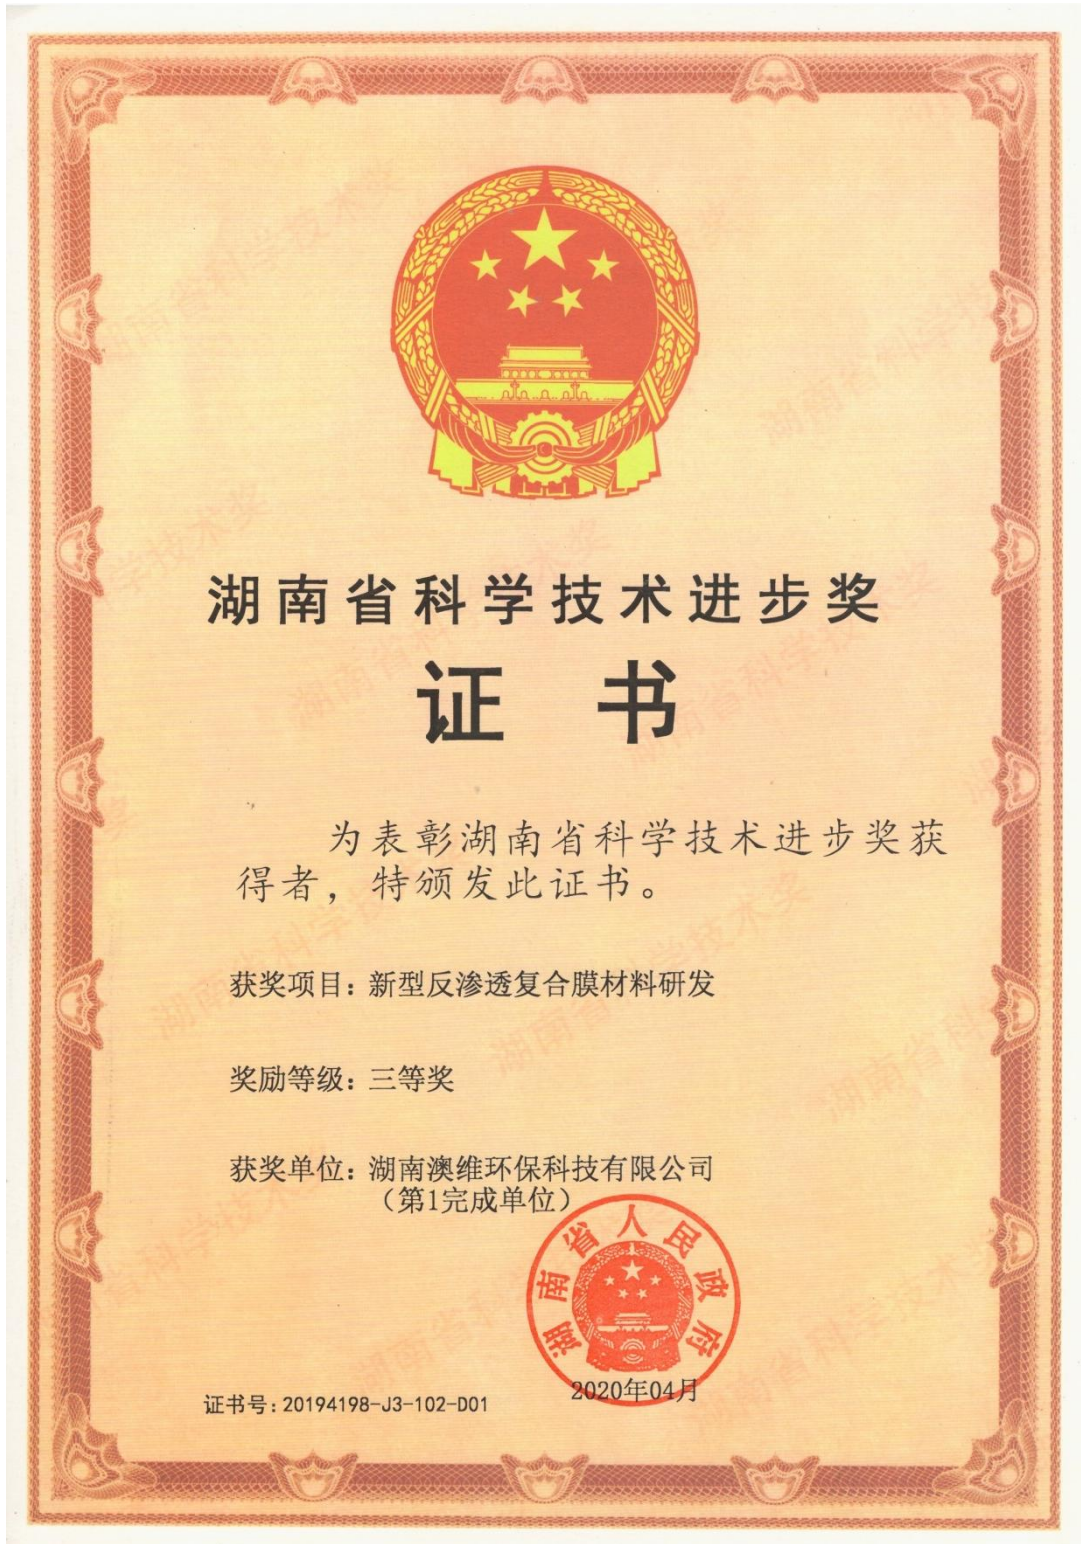 湖南省科学技术进步奖
证 书
为表彰湖南省科学技术进步奖获
得者，特颁发此证书。
获奖项目：新型反渗透复合膜材料研发
奖励等级：三等奖
获奖单位：湖南澳维环保科技有限公司
（第1完成单位）
湖南省人民政府
2020年04月
证书号：20194198-J3-102-D01